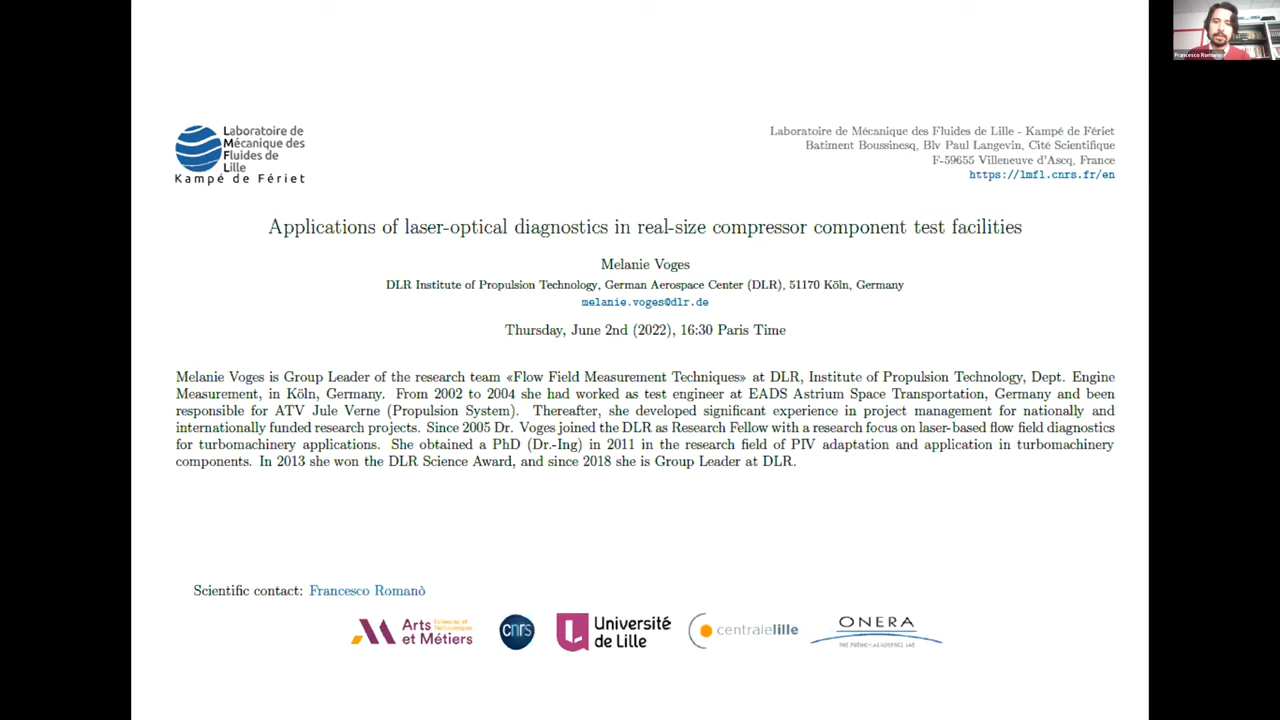 Francesco Romano
Laboratoire de
Mécanique des
Fluides de
Lille
Kampé de Fériet
Laboratoire de Mécanique des Fluides de Lille - Kampé de Fériet
Batiment Boussinesq, Blv Paul Langevin, Cité Scientifique
F-59655 Villeneuve d'Ascq, France
https://lmfl.cnrs.fr/en
Applications of laser-optical diagnostics in real-size compressor component test facilities
Melanie Voges
DLR Institute of Propulsion Technology, German Aerospace Center (DLR), 51170 Köln, Germany
melanie.voges@dlr.de
Thursday, June 2nd (2022), 16:30 Paris Time
Melanie Voges is Group Leader of the research team «Flow Field Measurement Techniques» at DLR, Institute of Propulsion Technology, Dept. Engine
Measurement, in Köln, Germany. From 2002 to 2004 she had worked as test engineer at EADS Astrium Space Transportation, Germany and been
responsible for ATV Jule Verne (Propulsion System). Thereafter, she developed significant experience in project management for nationally and
internationally funded research projects. Since 2005 Dr. Voges joined the DLR as Research Fellow with a research focus on laser-based flow field diagnostics
for turbomachinery applications. She obtained a PhD (Dr.-Ing) in 2011 in the research field of PIV adaptation and application in turbomachinery
components. In 2013 she won the DLR Science Award, and since 2018 she is Group Leader at DLR.
Scientific contact: Francesco Romanò
Arts
et Métiers
Sciences et
Technologies
cnrs
Université
de Lille
centralelille
ONERA
THE FRENCH AEROSPACE LAB